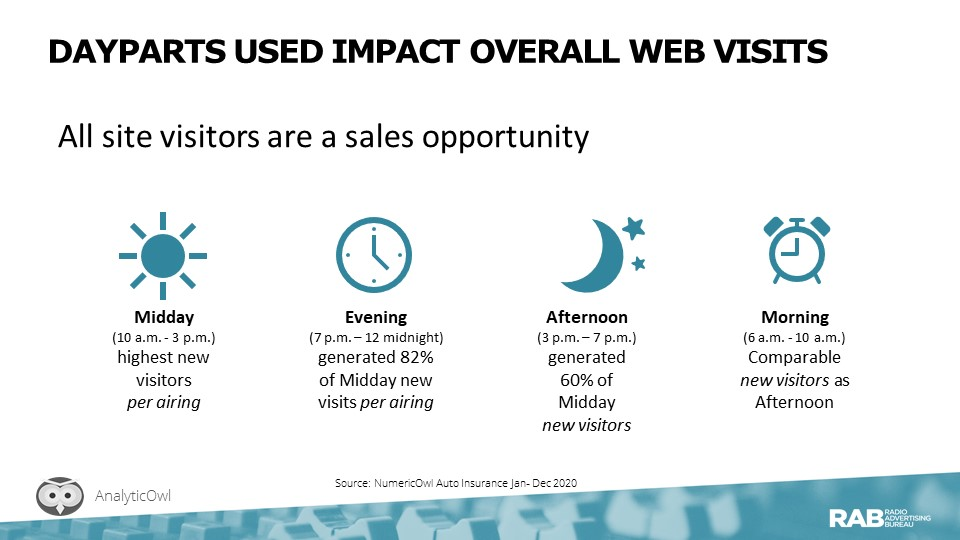 DAYPARTS USED IMPACT OVERALL WEB VISITS
All site visitors are a sales opportunity
Midday
(10 a.m. - 3 p.m.)
highest new
visitors
per airing
Evening
(7 p.m. – 12 midnight)
generated 82%
of Midday new
visits per airing
Afternoon
(3 p.m. – 7 p.m.)
generated
60% of
Midday
new visitors
Morning
(6 a.m. - 10 a.m.)
Comparable
new visitors as
Afternoon
Source: NumericOwl Auto Insurance Jan- Dec 2020
AnalyticOwl
RAB RADIO
ADVERTISING
BUREAU